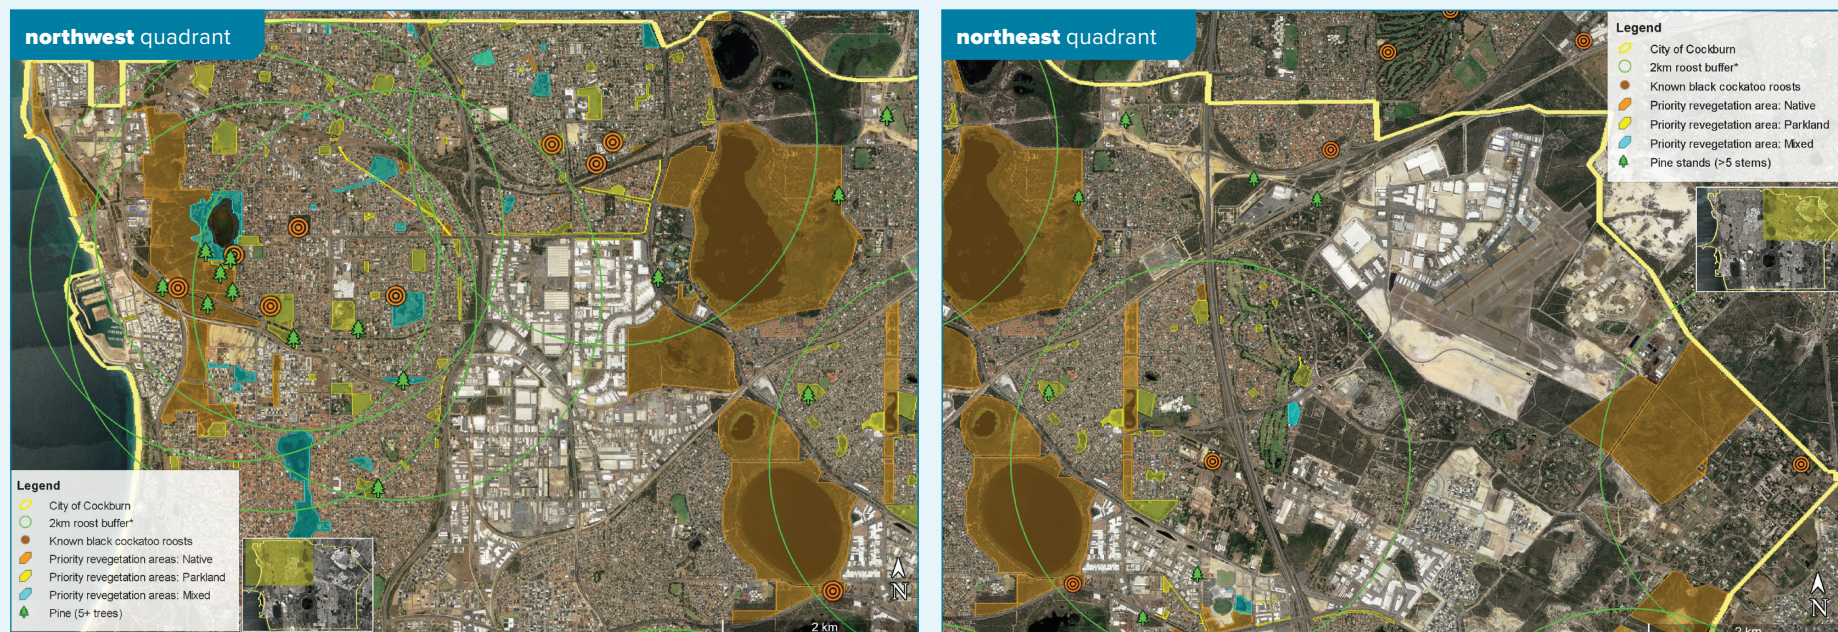 northwest quadrant
Legend
City of Cockburn
2km roost buffer*
Known black cockatoo roosts
Priority revegetation areas: Native
Priority revegetation areas: Parkland
Priority revegetation areas: Mixed
Pine (5+ trees)
N
2 km
northeast quadrant
Legend
City of Cockburn
2km roost buffer*
Known black cockatoo roosts
Priority revegetation area: Native
Priority revegetation area: Parkland
Priority revegetation area: Mixed
Pine stands (>5 stems)
N
2 km